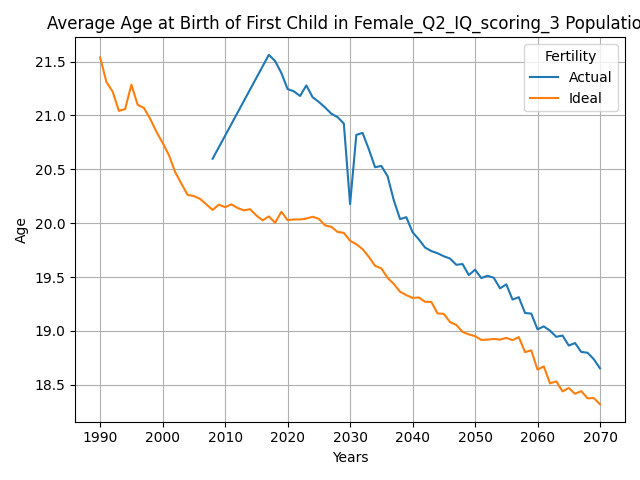 Average Age at Birth of First Child in Female_Q2_IQ_scoring_3 Populatio
Fertility
Actual
Ideal
21.5
21.0
20.5
20.0
19.5
19.0
18.5
Age
1990 2000 2010 2020 2030 2040 2050 2060 2070
Years